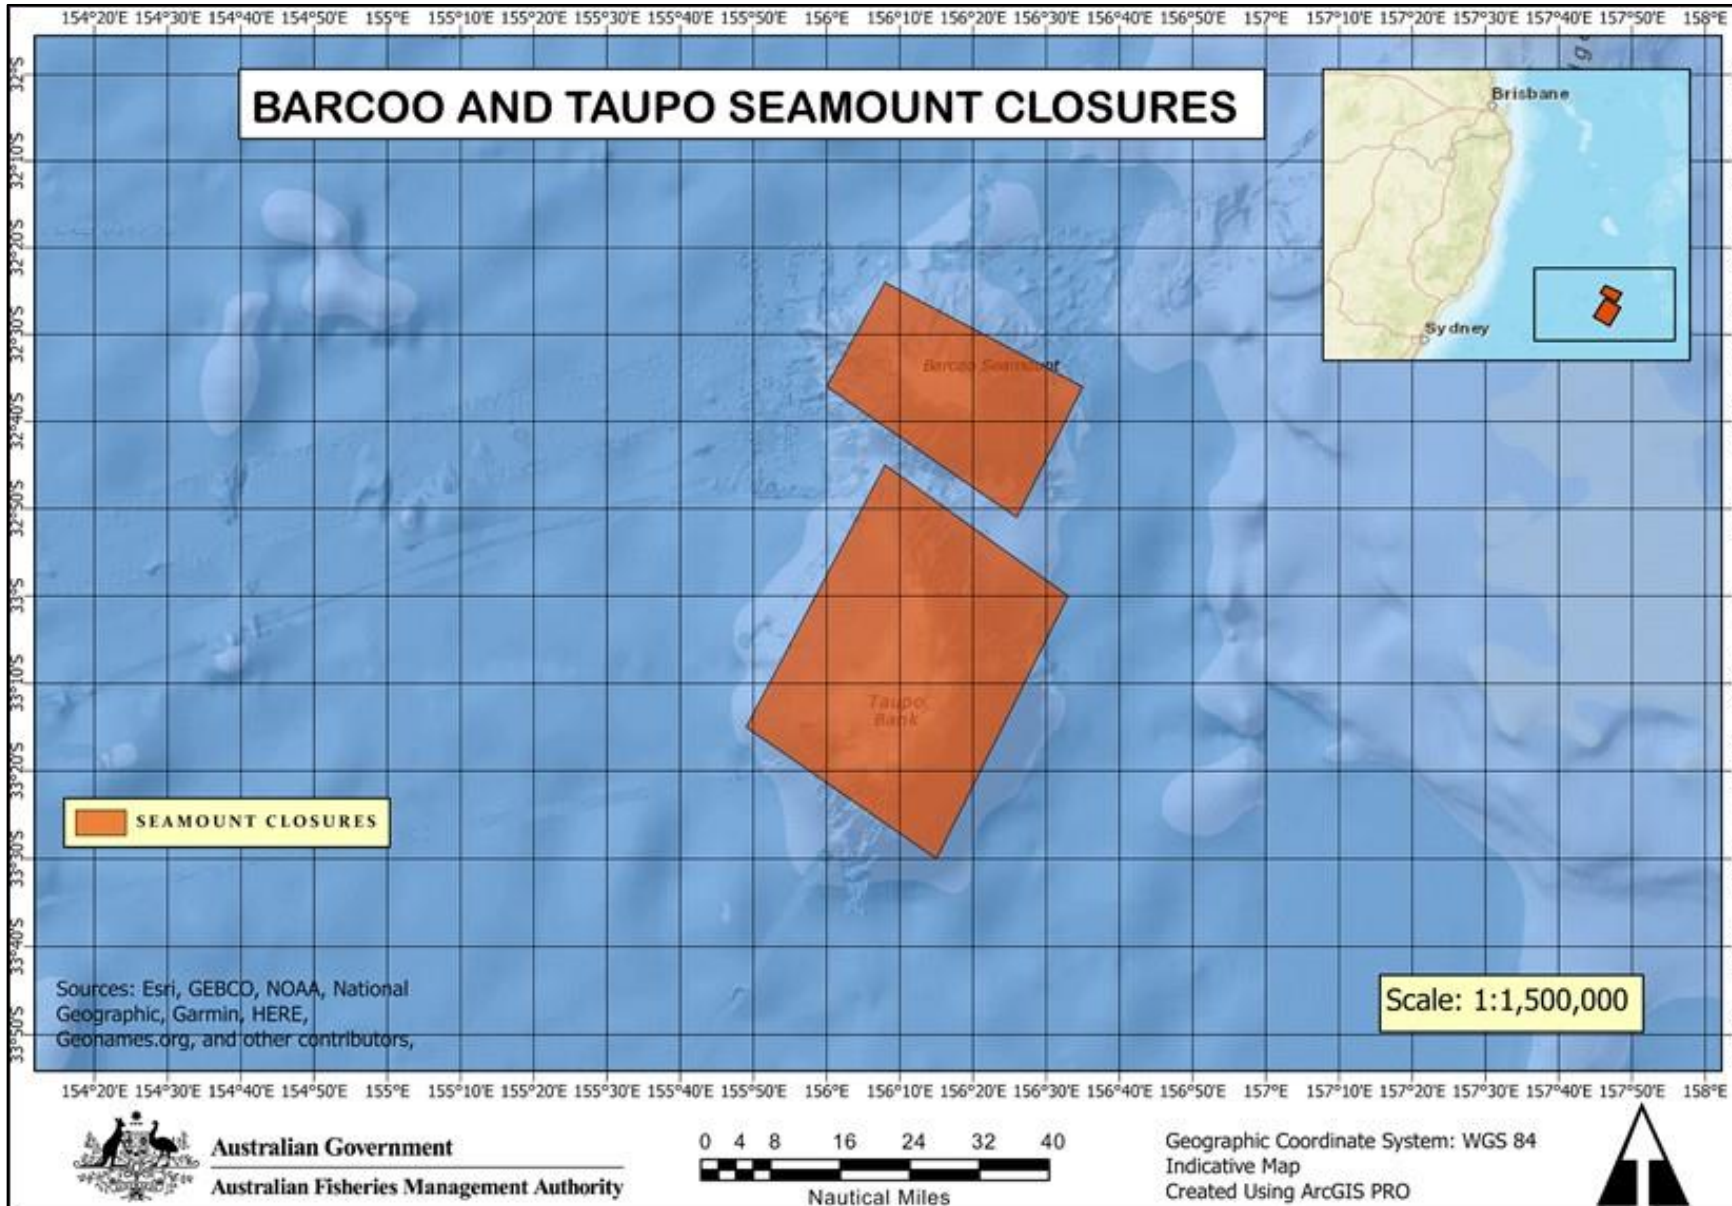 154°20'E 154°30'E 154°40'E 154°50'E 155°E 155°10'E 155°20'E 155°30'E 155°40'E 155°50'E 156°E 156°10'E 156°20'E 156°30'E 156°40'E 156°50'E 157°E 157°10'E 157°20'E 157°30'E 157°40'E 157°50'E 158°E
BARCOO AND TAUPO SEAMOUNT CLOSURES
Brisbane
Sydney
32°S
32°10'S
32°20'S
32°30'S
32°40'S
32°50'S
33°S
33°10'S
33°20'S
33°30'S
33°40'S
33°50'S
Barcoo Seamount
Taupo
Bank
SEAMOUNT CLOSURES
Sources: Esri, GEBCO, NOAA, National
Geographic, Garmin, HERE,
Geonames.org, and other contributors,
Scale: 1:1,500,000
154°20'E 154°30'E 154°40'E 154°50'E 155°E 155°10'E 155°20'E 155°30'E 155°40'E 155°50'E 156°E 156°10'E 156°20'E 156°30'E 156°40'E 156°50'E 157°E 157°10'E 157°20'E 157°30'E 157°40'E 157°50'E 158°E
Australian Government
Australian Fisheries Management Authority
0 4 8 16 24 32 40
Nautical Miles
Geographic Coordinate System: WGS 84
Indicative Map
Created Using ArcGIS PRO